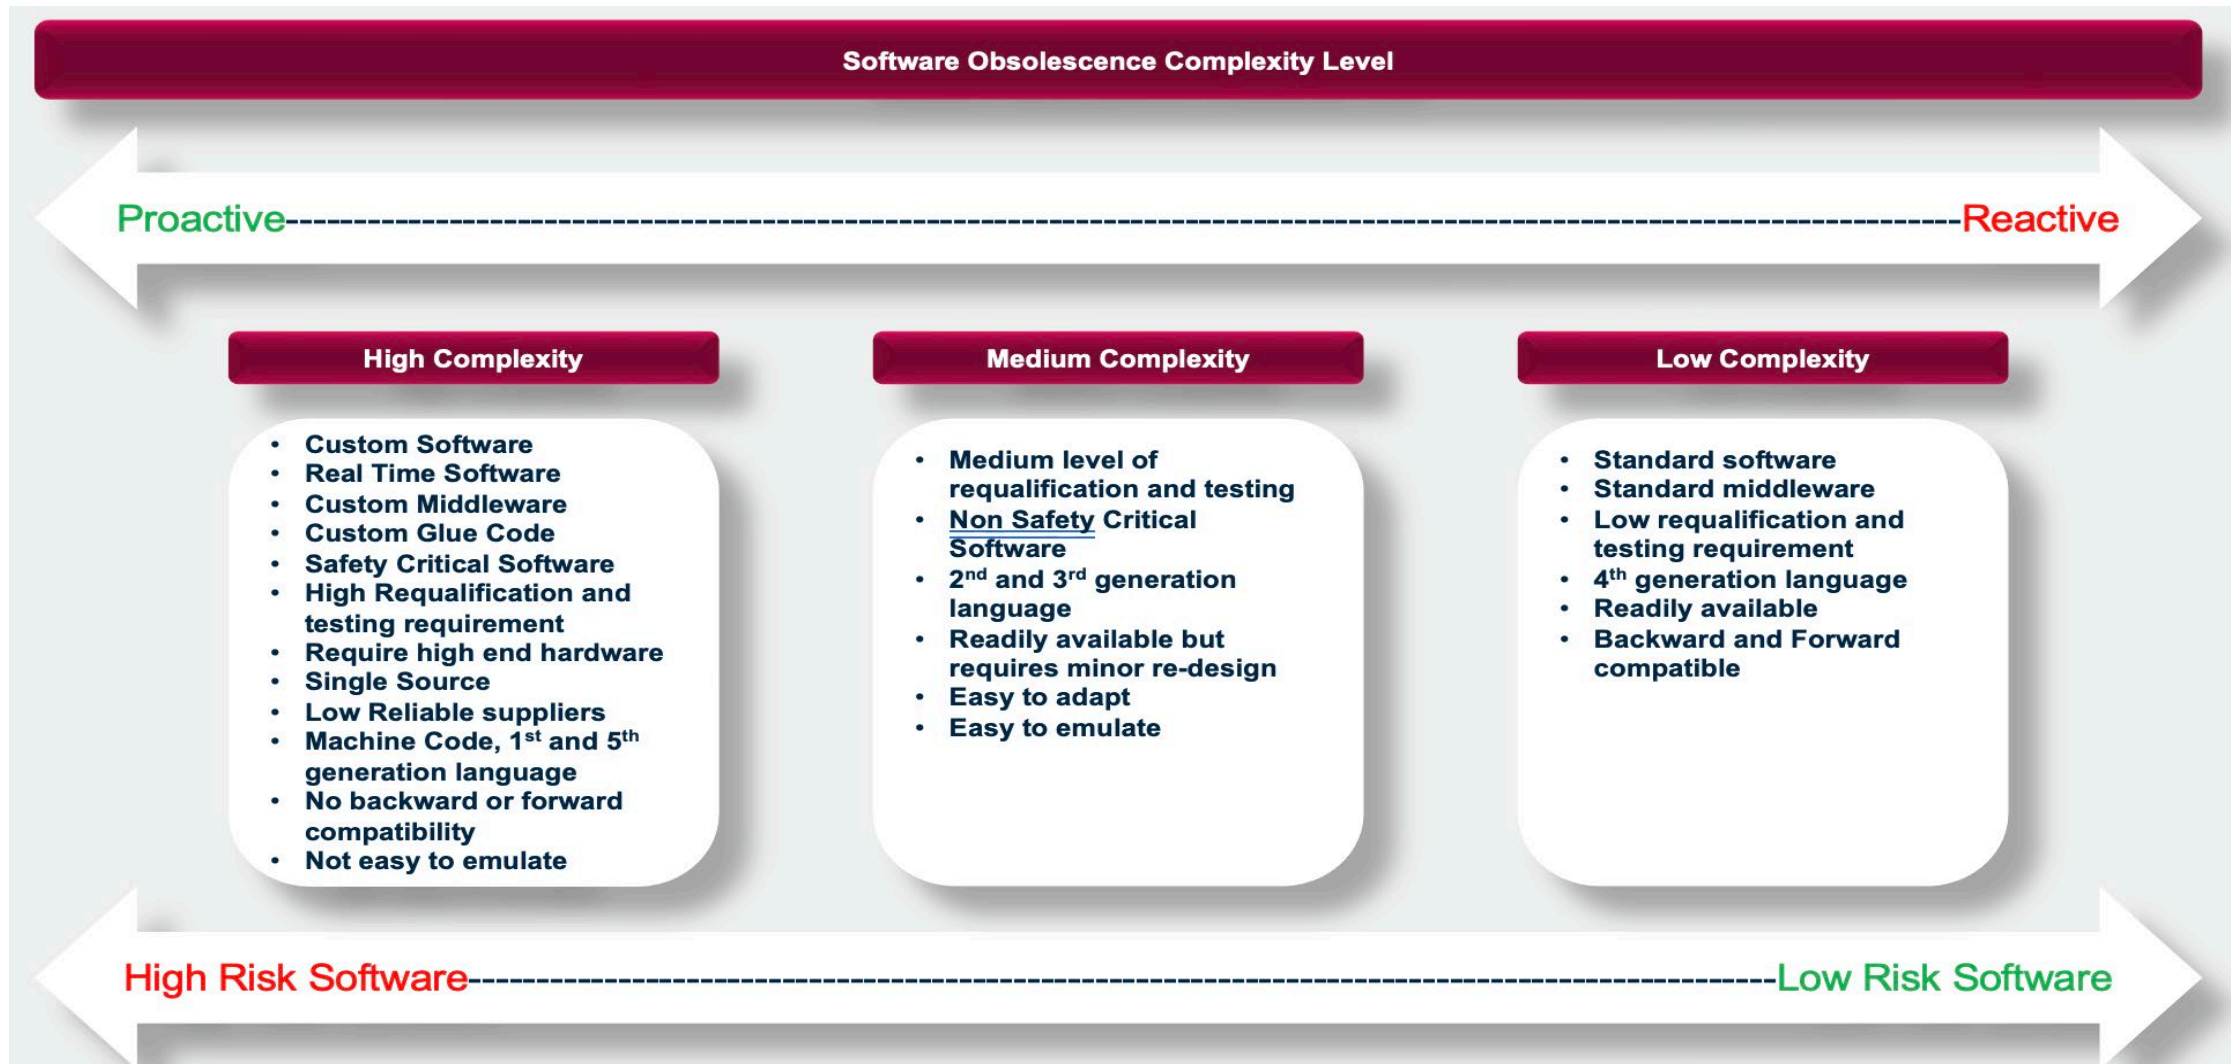 Software Obsolescence Complexity Level
Proactive--------Reactive
High Complexity
• Custom Software
• Real Time Software
• Custom Middleware
• Custom Glue Code
• Safety Critical Software
• High Requalification and
testing requirement
• Require high end hardware
• Single Source
• Low Reliable suppliers
• Machine Code, 1st and 5th
generation language
• No backward or forward
compatibility
• Not easy to emulate
Medium Complexity
• Medium level of
requalification and testing
• Non Safety Critical
Software
• 2nd and 3rd generation
language
• Readily available but
requires minor re-design
• Easy to adapt
• Easy to emulate
Low Complexity
• Standard software
• Standard middleware
• Low requalification and
testing requirement
• 4th generation language
• Readily available
• Backward and Forward
compatible
High Risk Software--------Low Risk Software